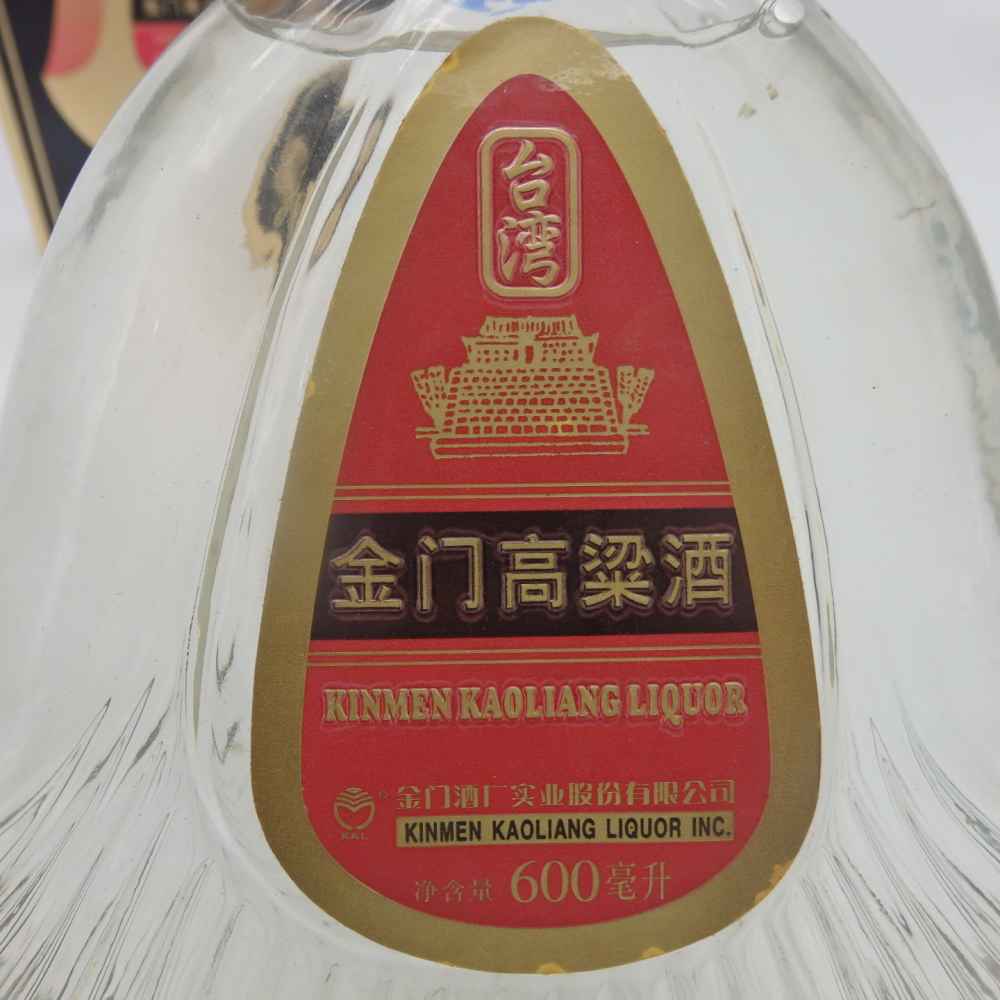 台湾
金门高粱酒
KINMEN KAOLIANG LIQUOR
KKL
金门酒厂实业股份有限公司
KINMEN KAOLIANG LIQUOR INC.
净含量 600毫升